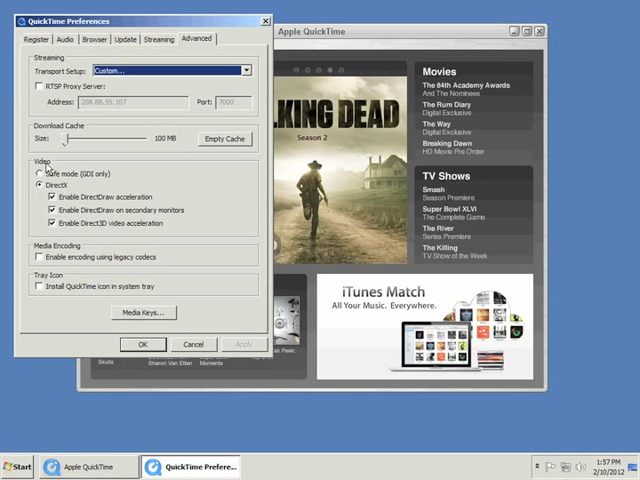 QuickTime Preferences
Register
Audio
Browser
Update
Streaming
Advanced
Streaming
Transport Setup:
Custom...
RTSP Proxy Server:
Address:
208.88.59.107
Port:
7000
Download Cache
Size:
100 MB
Empty Cache
Video
Safe mode (GDI only)
DirectX
Enable DirectDraw acceleration
Enable DirectDraw on secondary monitors
Enable Direct3D video acceleration
Media Encoding
Enable encoding using legacy codecs
Tray Icon
Install QuickTime icon in system tray
Media Keys...
OK
Cancel
Apply
Apple QuickTime
KING DEAD
Season 2
Movies
The 84th Academy Awards
And The Nominees
The Rum Diary
Digital Exclusive
The Way
Digital Exclusive
Breaking Dawn
HD Movie Pre Order
TV Shows
Smash
Season Premiere
Super Bowl XLVI
The Complete Game
The River
Series Premiere
The Killing
TV Show of the Week
iTunes Match
All Your Music. Everywhere.
Skute
Sharon Van Etten
Moments
Peek:
Start
Apple QuickTime
QuickTime Prefere...
1:57 PM
2/10/2012